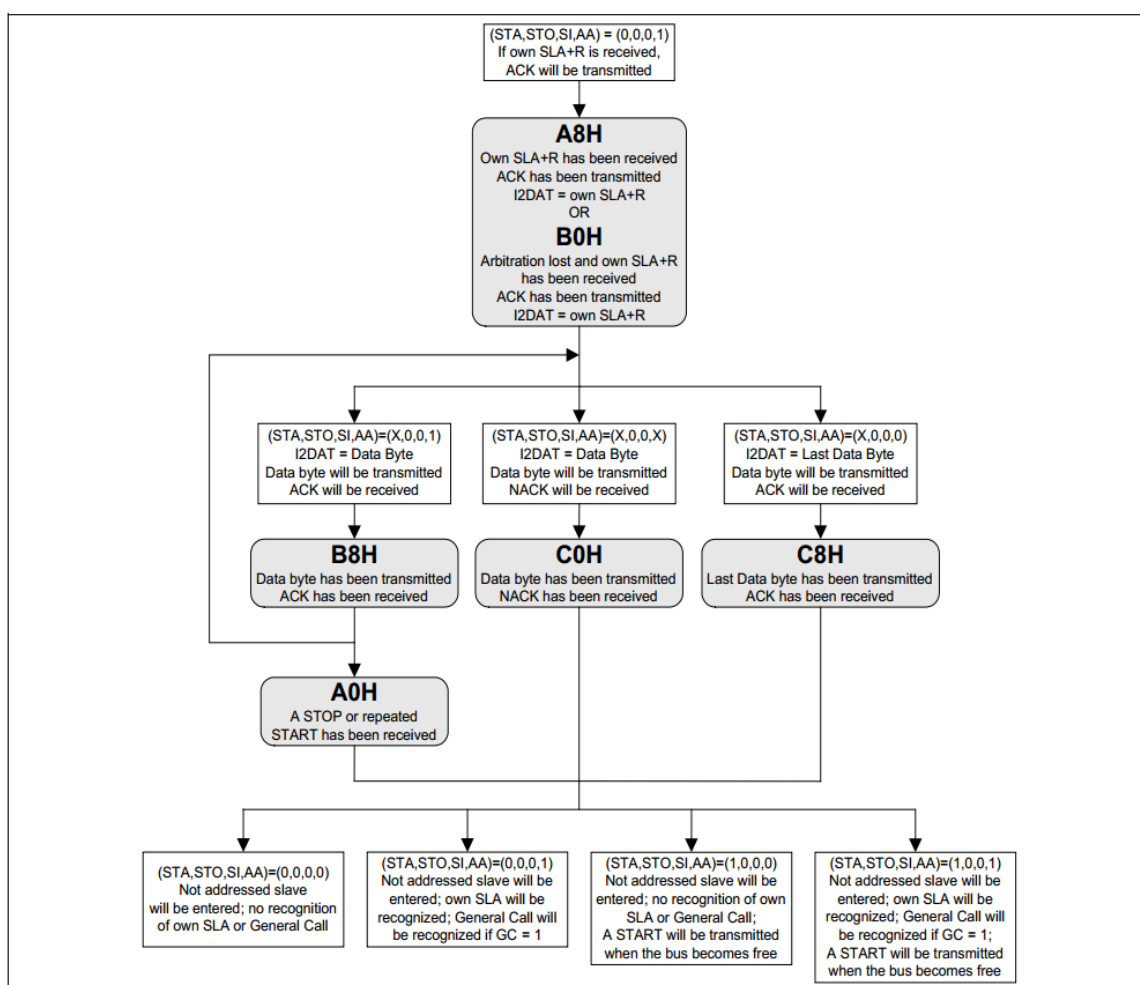 (STA,STO,SI,AA) = (0,0,0,1)
If own SLA+R is received,
ACK will be transmitted
A8H
Own SLA+R has been received
ACK has been transmitted
I2DAT = own SLA+R
OR
B0H
Arbitration lost and own SLA+R
has been received
ACK has been transmitted
I2DAT = own SLA+R
(STA,STO,SI,AA)=(X,0,0,1)
I2DAT = Data Byte
Data byte will be transmitted
ACK will be received
(STA,STO,SI,AA)=(X,0,0,X)
I2DAT = Data Byte
Data byte will be transmitted
NACK will be received
(STA,STO,SI,AA)=(X,0,0,0)
I2DAT = Last Data Byte
Data byte will be transmitted
ACK will be received
B8H
Data byte has been transmitted
ACK has been received
C0H
Data byte has been transmitted
NACK has been received
C8H
Last Data byte has been transmitted
ACK has been received
A0H
A STOP or repeated
START has been received
(STA,STO,SI,AA)=(0,0,0,0)
Not addressed slave
will be entered; no recognition
of own SLA or General Call
(STA,STO,SI,AA)=(0,0,0,1)
Not addressed slave will be
entered; own SLA will be
recognized; General Call will
be recognized if GC = 1
(STA,STO,SI,AA)=(1,0,0,0)
Not addressed slave will be
entered; no recognition of own
SLA or General Call;
A START will be transmitted
when the bus becomes free
(STA,STO,SI,AA)=(1,0,0,1)
Not addressed slave will be
entered; own SLA will be
recognized; General Call will
be recognized if GC = 1;
A START will be transmitted
when the bus becomes free